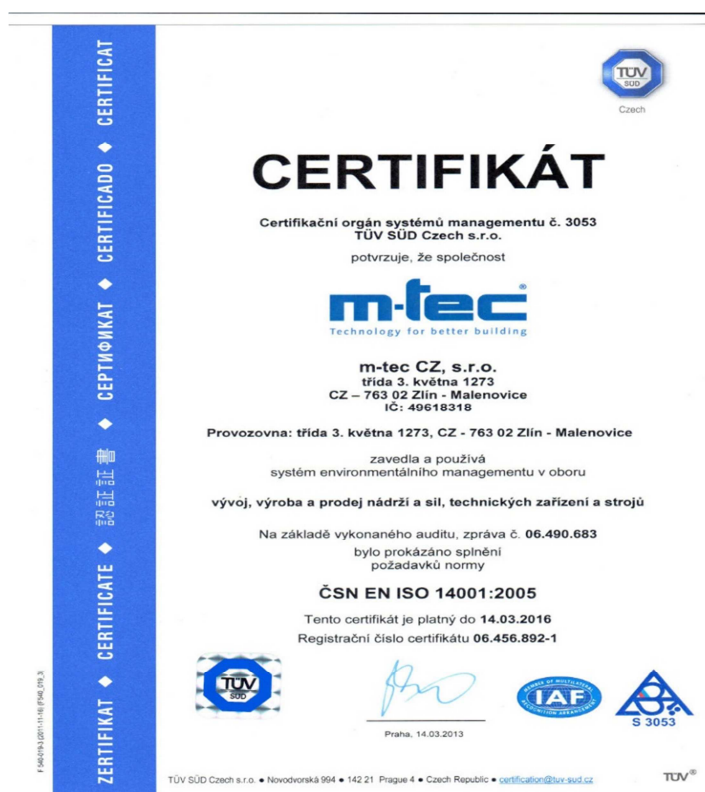 TÜV
SÜD
Czech
CERTIFIKÁT
Certifikační orgán systémů managementu č. 3053
TÜV SÜD Czech s.r.o.
potvrzuje, že společnost
m-tec®
Technology for better building
m-tec CZ, s.r.o.
třída 3. května 1273
CZ – 763 02 Zlín - Malenovice
IČ: 49618318
Provozovna: třída 3. května 1273, CZ - 763 02 Zlín - Malenovice
zavedla a používá
systém environmentálního managementu v oboru
vývoj, výroba a prodej nádrží a sil, technických zařízení a strojů
Na základě vykonaného auditu, zpráva č. 06.490.683
bylo prokázáno splnění
požadavků normy
ČSN EN ISO 14001:2005
Tento certifikát je platný do 14.03.2016
Registrační číslo certifikátu 06.456.892-1
TÜV
SÜD
MEMBER OF MULTILATERAL
IAF
RECOGNITION ARRANGEMENT
S 3053
Praha, 14.03.2013
TÜV SÜD Czech s.r.o. ● Novodvorská 994 ● 142 21 Prague 4 ● Czech Republic ● certification@tuv-sud.cz
TÜV®
ZERTIFIKAT ◆ CERTIFICATE ◆ 認証証書 ◆ СЕРТИФИКАТ ◆ CERTIFICADO ◆ CERTIFICAT